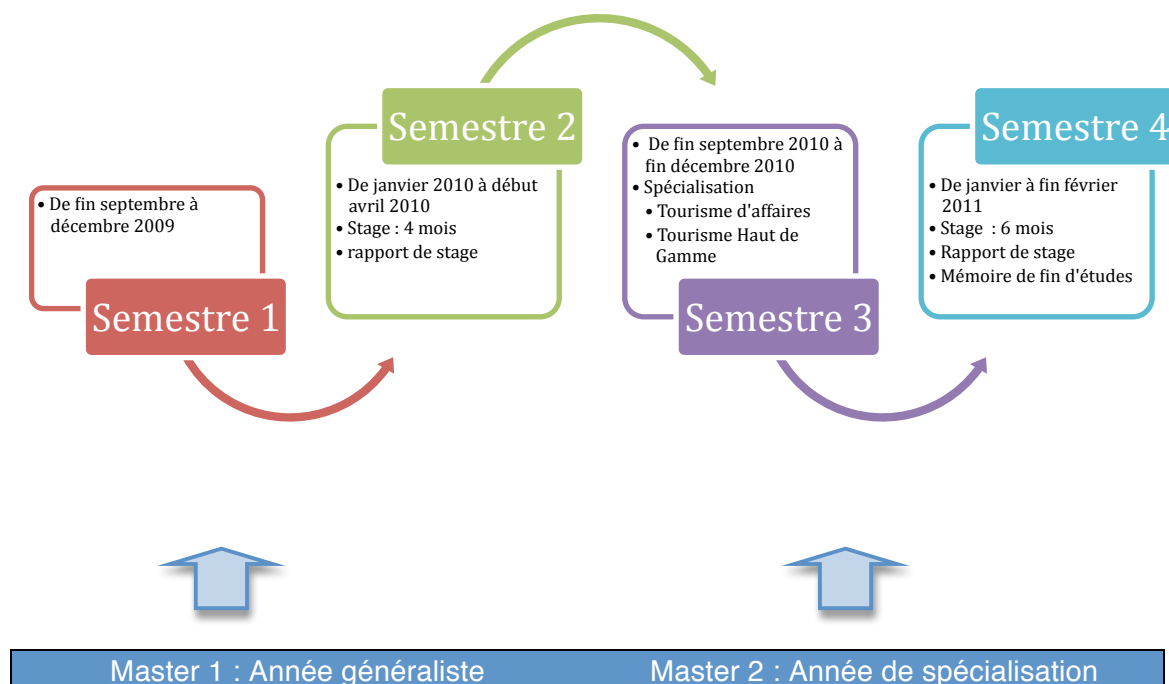 Semestre 1
• De fin septembre à
décembre 2009
Semestre 2
• De janvier 2010 à début
avril 2010
• Stage : 4 mois
• rapport de stage
Semestre 3
• De fin septembre 2010 à
fin décembre 2010
• Spécialisation
• Tourisme d'affaires
• Tourisme Haut de
Gamme
Semestre 4
• De janvier à fin février
2011
• Stage : 6 mois
• Rapport de stage
• Mémoire de fin d'études
Master 1 : Année généraliste
Master 2 : Année de spécialisation